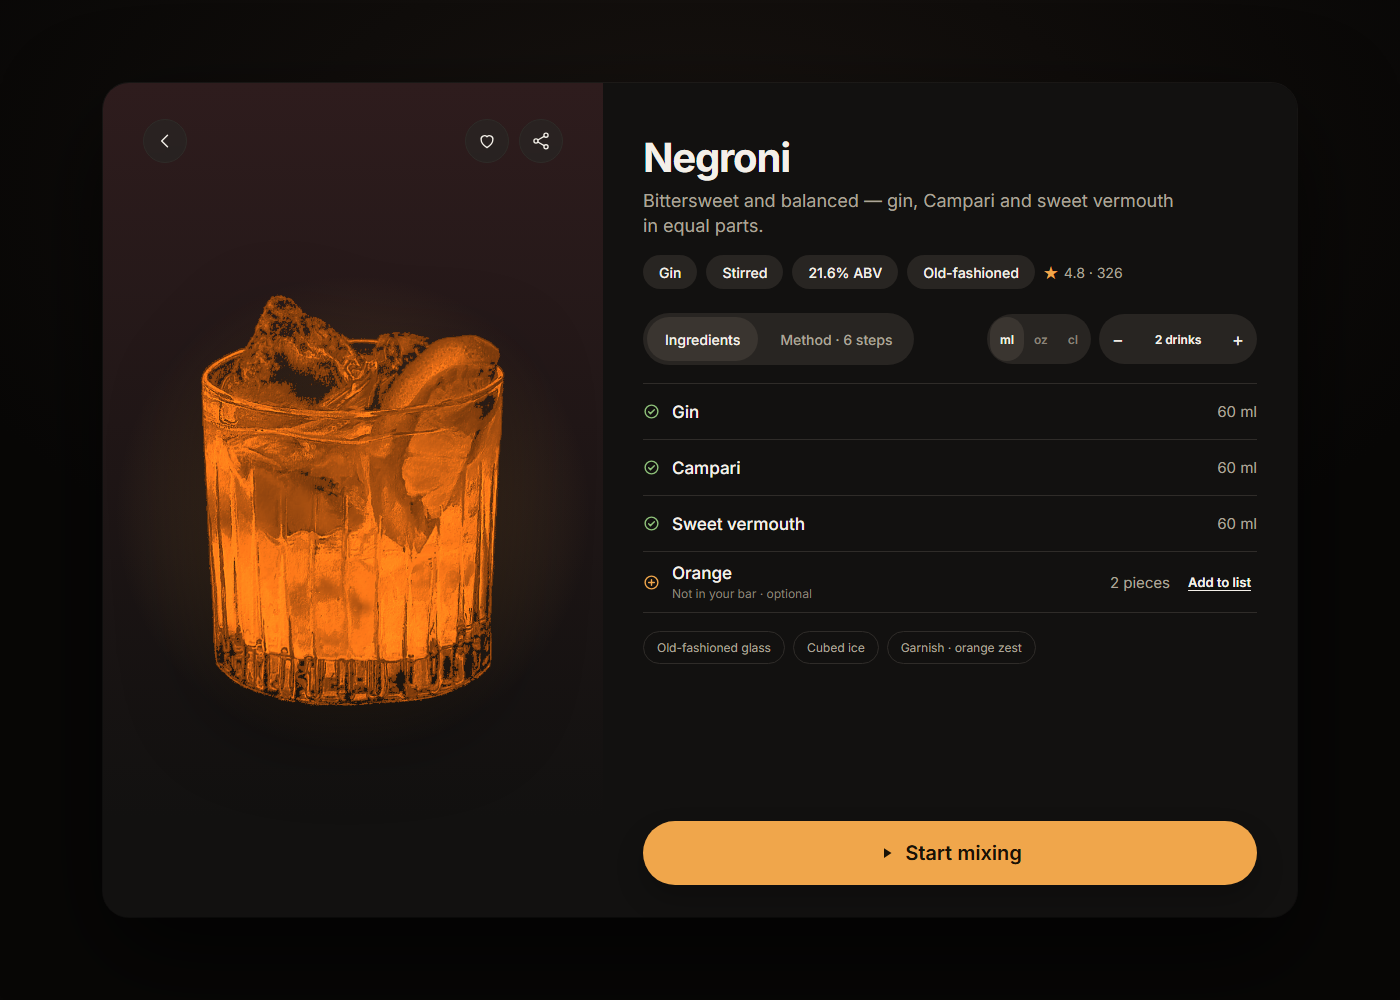 Negroni
Bittersweet and balanced — gin, Campari and sweet vermouth
in equal parts.
Gin Stirred 21.6% ABV Old-fashioned ★ 4.8 · 326
Ingredients Method · 6 steps ml oz cl − 2 drinks +
Gin 60 ml
Campari 60 ml
Sweet vermouth 60 ml
Orange 2 pieces Add to list
Not in your bar · optional
Old-fashioned glass Cubed ice Garnish · orange zest
Start mixing